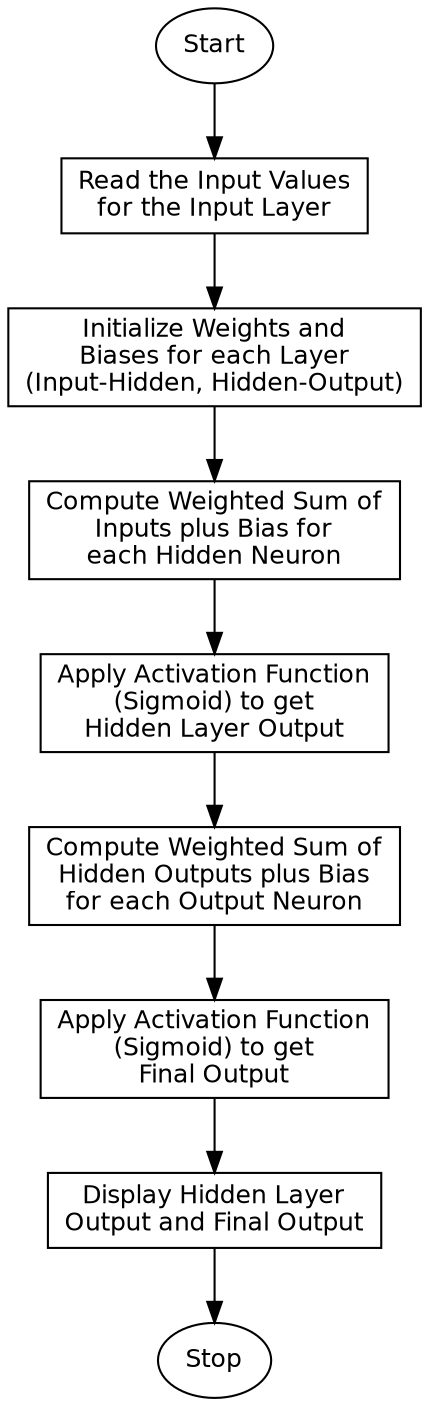 Start
Read the Input Values
for the Input Layer
Initialize Weights and
Biases for each Layer
(Input-Hidden, Hidden-Output)
Compute Weighted Sum of
Inputs plus Bias for
each Hidden Neuron
Apply Activation Function
(Sigmoid) to get
Hidden Layer Output
Compute Weighted Sum of
Hidden Outputs plus Bias
for each Output Neuron
Apply Activation Function
(Sigmoid) to get
Final Output
Display Hidden Layer
Output and Final Output
Stop